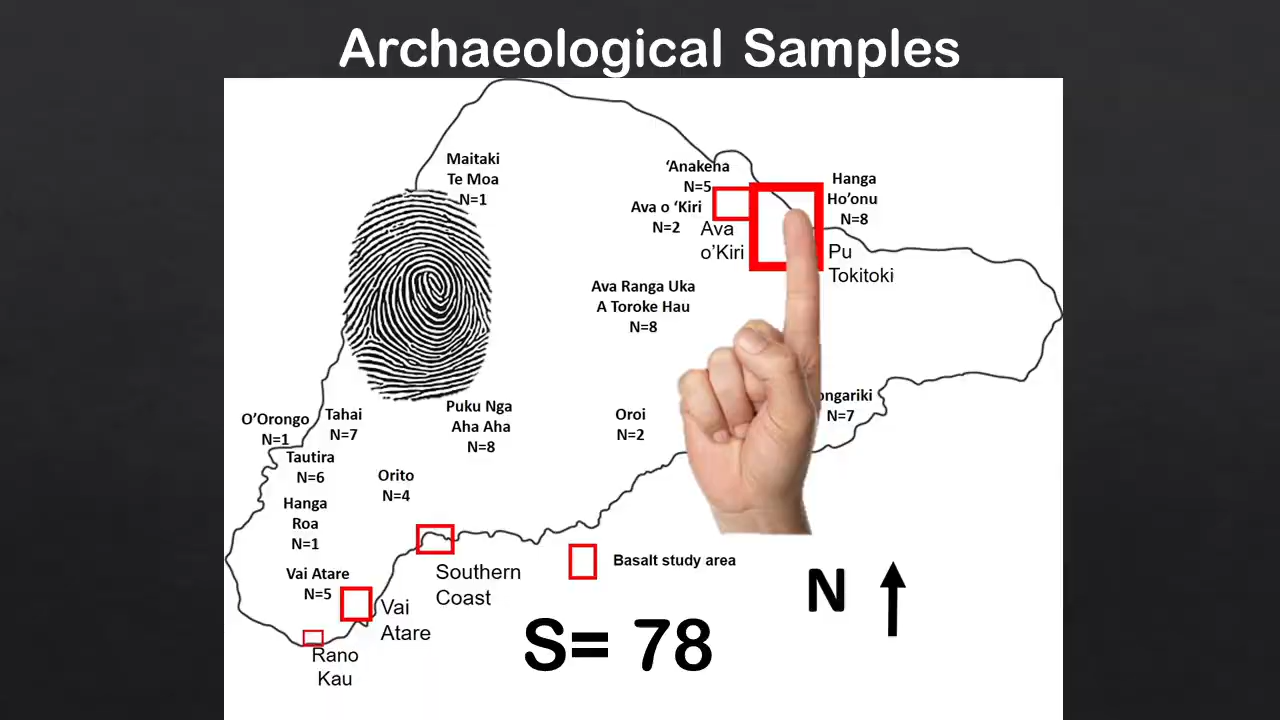 Archaeological Samples
Maitaki
Te Moa
N=1
‘Anakena
N=5
Ava o ‘Kiri
N=2
Ava
o’Kiri
Hanga
Ho’onu
N=8
Pu
Tokitoki
Ava Ranga Uka
A Toroke Hau
N=8
O’Orongo
N=1
Tahai
N=7
Puku Nga
Aha Aha
N=8
Oroi
N=2
ongariki
N=7
Tautira
N=6
Orito
N=4
Hanga
Roa
N=1
Vai Atare
N=5
Vai
Atare
Southern
Coast
Basalt study area
Rano
Kau
S= 78
N